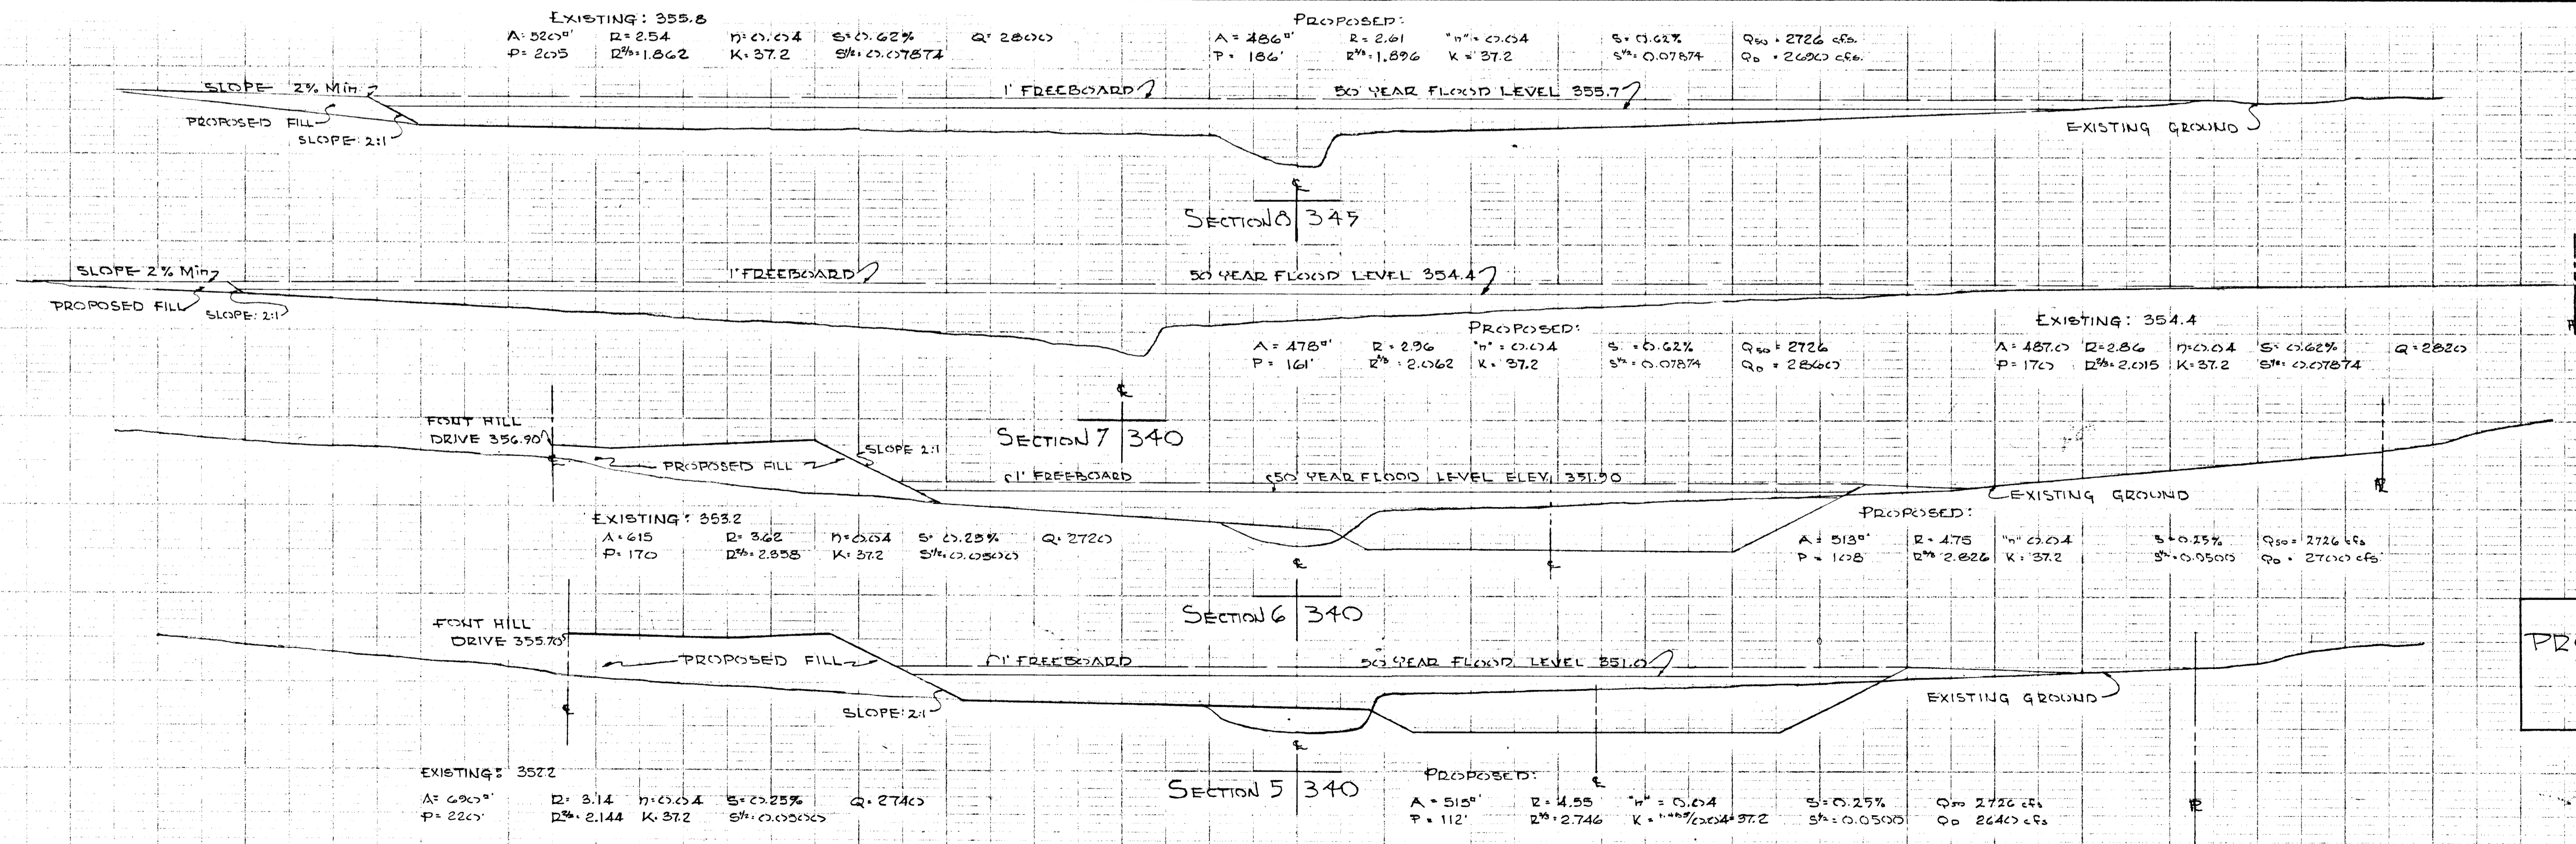 EXISTING: 355.8
A= 520□' R= 2.54 n= 0.04 S= 0.62% Q= 2800
P= 205 R²/³= 1.862 K= 37.2 S½= 0.07874
PROPOSED:
A = 486□' R = 2.61 "n" = 0.04 S= 0.62% Q50 = 2726 cfs.
P = 186' R²/³= 1.896 K = 37.2 S½= 0.07874 QD = 2690 cfs.
SLOPE 2% Min.
1' FREEBOARD
50 YEAR FLOOD LEVEL 355.7
PROPOSED FILL
SLOPE: 2:1
EXISTING GROUND
℄
SECTION 8 | 345
SLOPE 2% Min
1' FREEBOARD
50 YEAR FLOOD LEVEL 354.4
PROPOSED FILL
SLOPE: 2:1
PROPOSED:
A = 478□' R = 2.96 "n" = 0.04 S = 0.62% Q50 = 2726
P = 161' R²/³ = 2.062 K = 37.2 S½ = 0.07874 QD = 2860
EXISTING: 354.4
A= 487.0 R= 2.86 n= 0.04 S= 0.62% Q= 2820
P= 170 R²/³= 2.015 K= 37.2 S½= 0.07874
℄
SECTION 7 | 340
FONT HILL
DRIVE 356.90
℄
PROPOSED FILL
SLOPE 2:1
1' FREEBOARD
50 YEAR FLOOD LEVEL ELEV. 351.90
EXISTING GROUND
EXISTING: 353.2
A= 615 R= 3.62 n= 0.04 S= 0.25% Q= 2720
P= 170 R²/³= 2.358 K= 37.2 S½= 0.0500
PROPOSED:
A = 513□' R = 4.75 "n" 0.04 S= 0.25% Q50 = 2726 cfs
P = 108 R²/³ 2.826 K = 37.2 S½= 0.0500 QD = 2700 cfs.
℄
℄
SECTION 6 | 340
FONT HILL
DRIVE 355.70
PROPOSED FILL
1' FREEBOARD
50 YEAR FLOOD LEVEL 351.0
SLOPE: 2:1
EXISTING GROUND
℄
℄
SECTION 5 | 340
℄
EXISTING: 352.2
A= 690□' R= 3.14 n= 0.04 S= 0.25% Q= 2740
P= 220' R²/³= 2.144 K= 37.2 S½= 0.0500
PROPOSED:
A = 515□' R = 4.55 "n" = 0.04 S= 0.25% Q50 2726 cfs
P = 112' R²/³= 2.746 K = /0.04=37.2 S½= 0.0500 QD 2640 cfs
PR